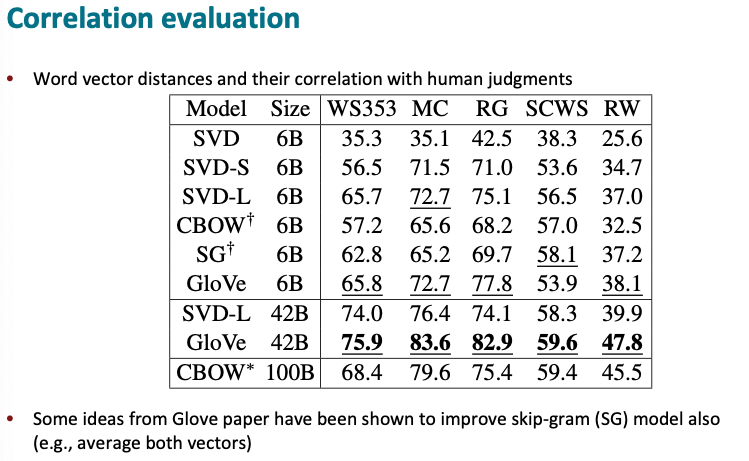 Correlation evaluation
• Word vector distances and their correlation with human judgments
Model Size WS353 MC RG SCWS RW
SVD 6B 35.3 35.1 42.5 38.3 25.6
SVD-S 6B 56.5 71.5 71.0 53.6 34.7
SVD-L 6B 65.7 72.7 75.1 56.5 37.0
CBOW† 6B 57.2 65.6 68.2 57.0 32.5
SG† 6B 62.8 65.2 69.7 58.1 37.2
GloVe 6B 65.8 72.7 77.8 53.9 38.1
SVD-L 42B 74.0 76.4 74.1 58.3 39.9
GloVe 42B 75.9 83.6 82.9 59.6 47.8
CBOW* 100B 68.4 79.6 75.4 59.4 45.5
• Some ideas from Glove paper have been shown to improve skip-gram (SG) model also
(e.g., average both vectors)